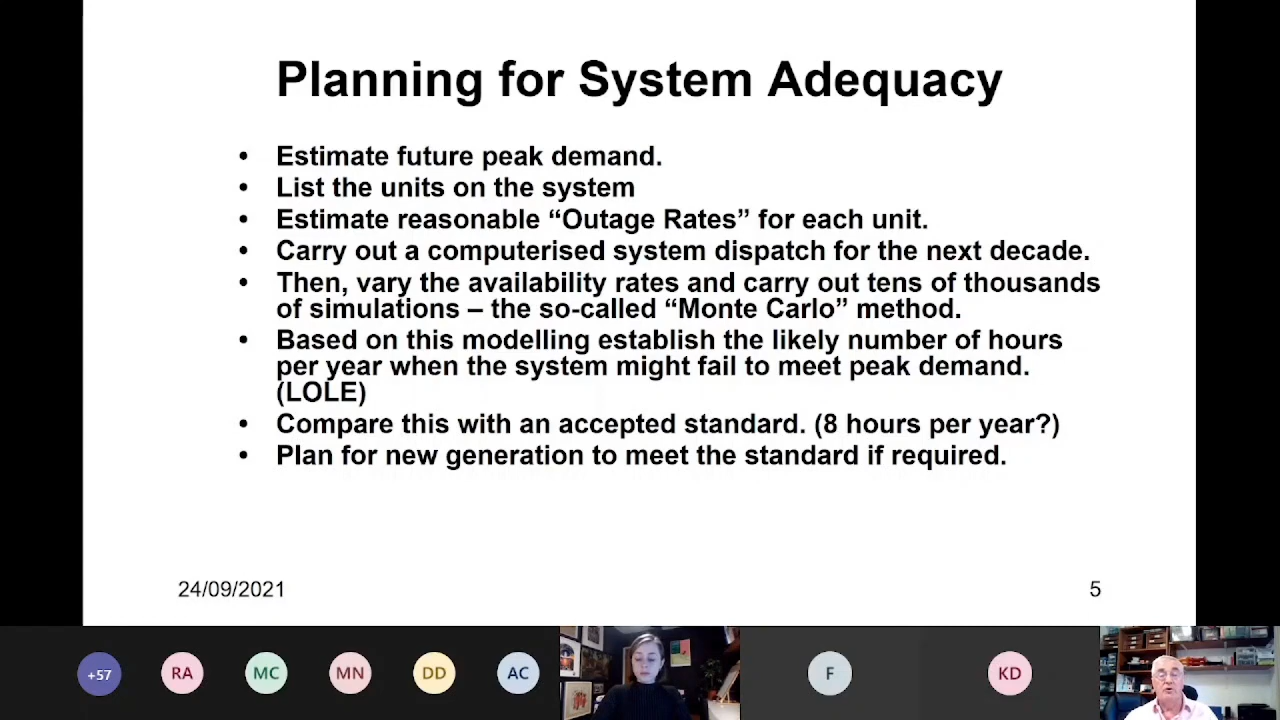 Planning for System Adequacy
• Estimate future peak demand.
• List the units on the system
• Estimate reasonable “Outage Rates” for each unit.
• Carry out a computerised system dispatch for the next decade.
• Then, vary the availability rates and carry out tens of thousands
of simulations – the so-called “Monte Carlo” method.
• Based on this modelling establish the likely number of hours
per year when the system might fail to meet peak demand.
(LOLE)
• Compare this with an accepted standard. (8 hours per year?)
• Plan for new generation to meet the standard if required.
24/09/2021 5
+57 RA MC MN DD AC F KD